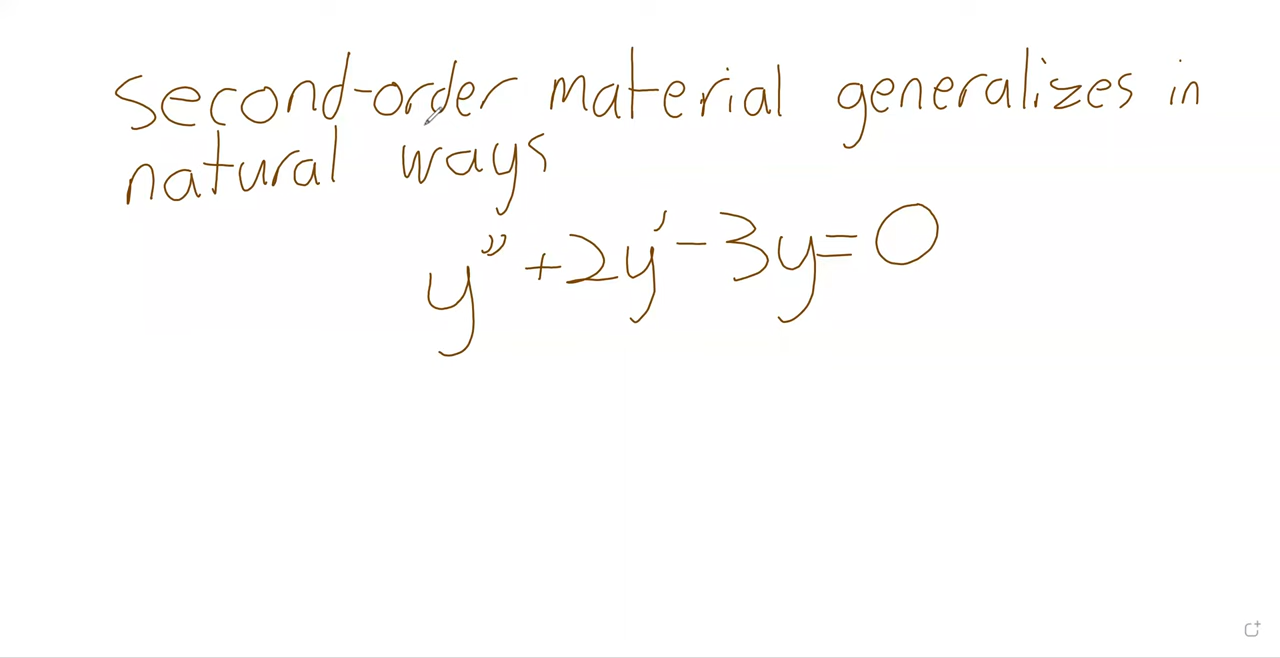 Second-order material generalizes in
natural ways
y'' + 2y' - 3y = 0